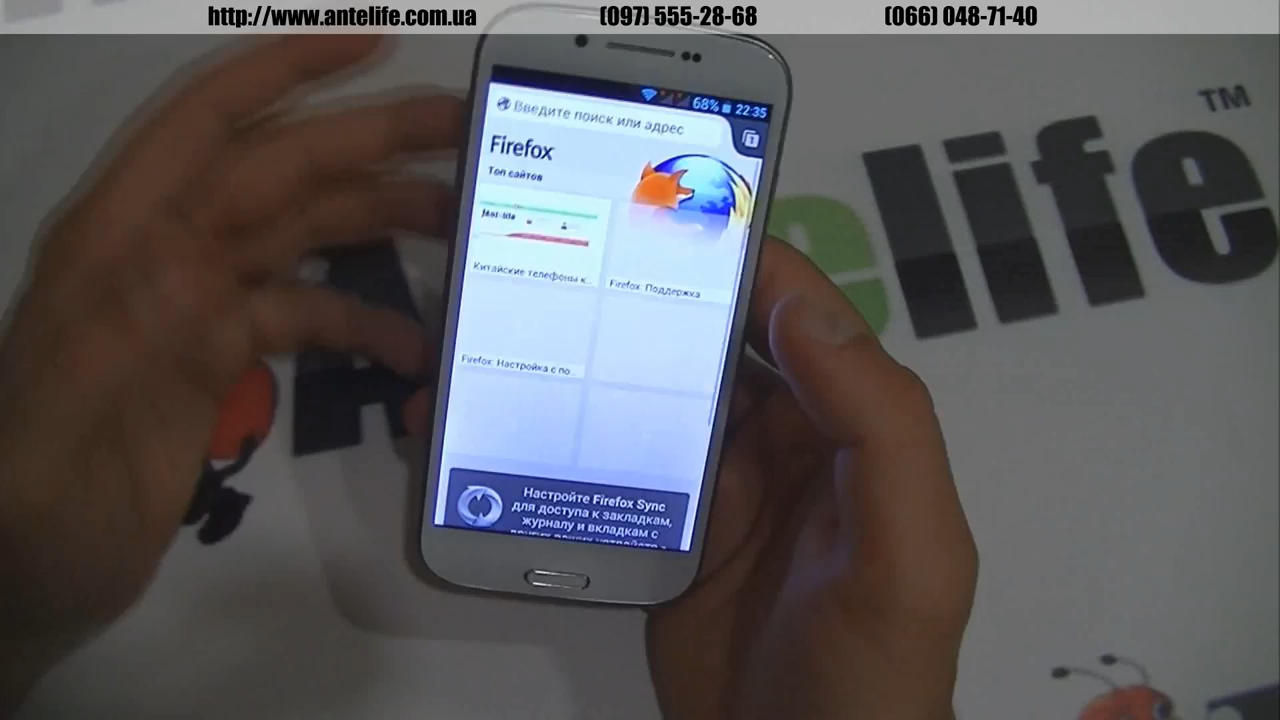 http://www.antelife.com.ua (097) 555-28-68 (066) 048-71-40
TM
elife
68% 22:35
Введите поиск или адрес
1
Firefox
Топ сайтов
Китайские телефоны к...
Firefox: Поддержка
Firefox: Настройка с по...
Настройте Firefox Sync
для доступа к закладкам,
журналу и вкладкам с